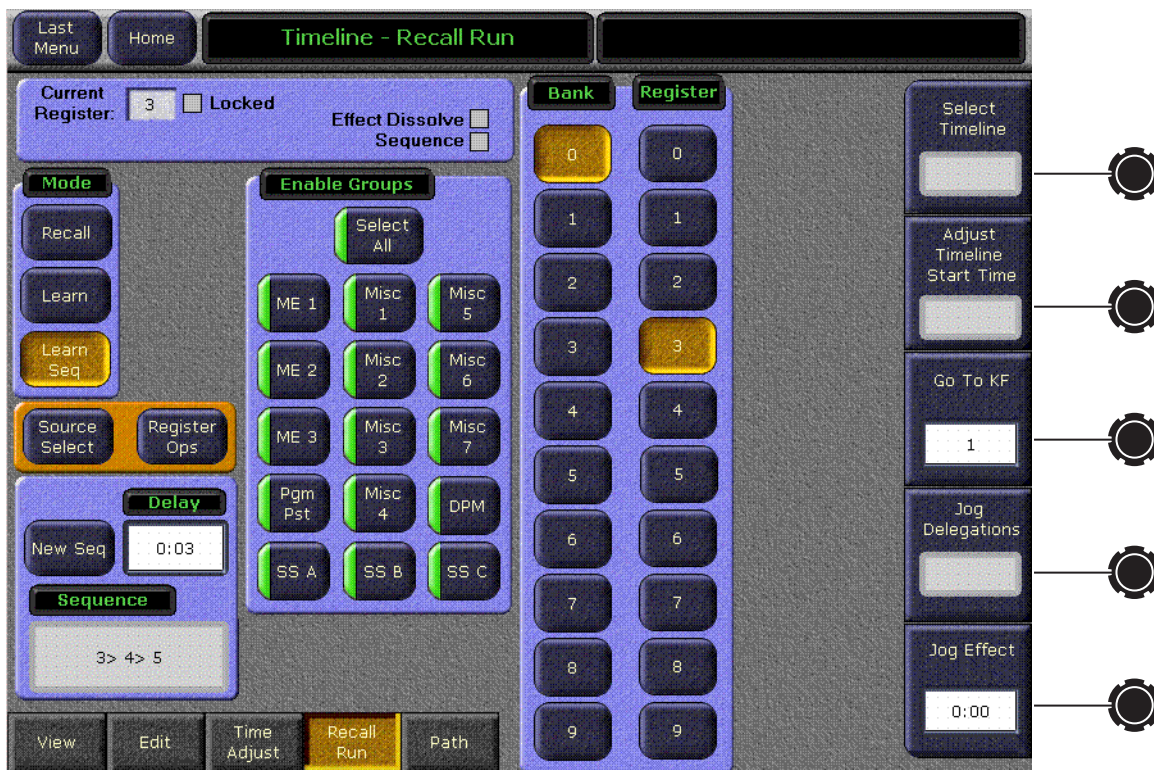 Last
Menu
Home
Timeline - Recall Run
Current
Register:
3
Locked
Effect Dissolve
Sequence
Mode
Recall
Learn
Learn
Seq
Source
Select
Register
Ops
Delay
New Seq
0:03
Sequence
3> 4> 5
Enable Groups
Select
All
ME 1
Misc
1
Misc
5
ME 2
Misc
2
Misc
6
ME 3
Misc
3
Misc
7
Pgm
Pst
Misc
4
DPM
SS A
SS B
SS C
Bank
0
1
2
3
4
5
6
7
8
9
Register
0
1
2
3
4
5
6
7
8
9
Select
Timeline
Adjust
Timeline
Start Time
Go To KF
1
Jog
Delegations
Jog Effect
0:00
View
Edit
Time
Adjust
Recall
Run
Path